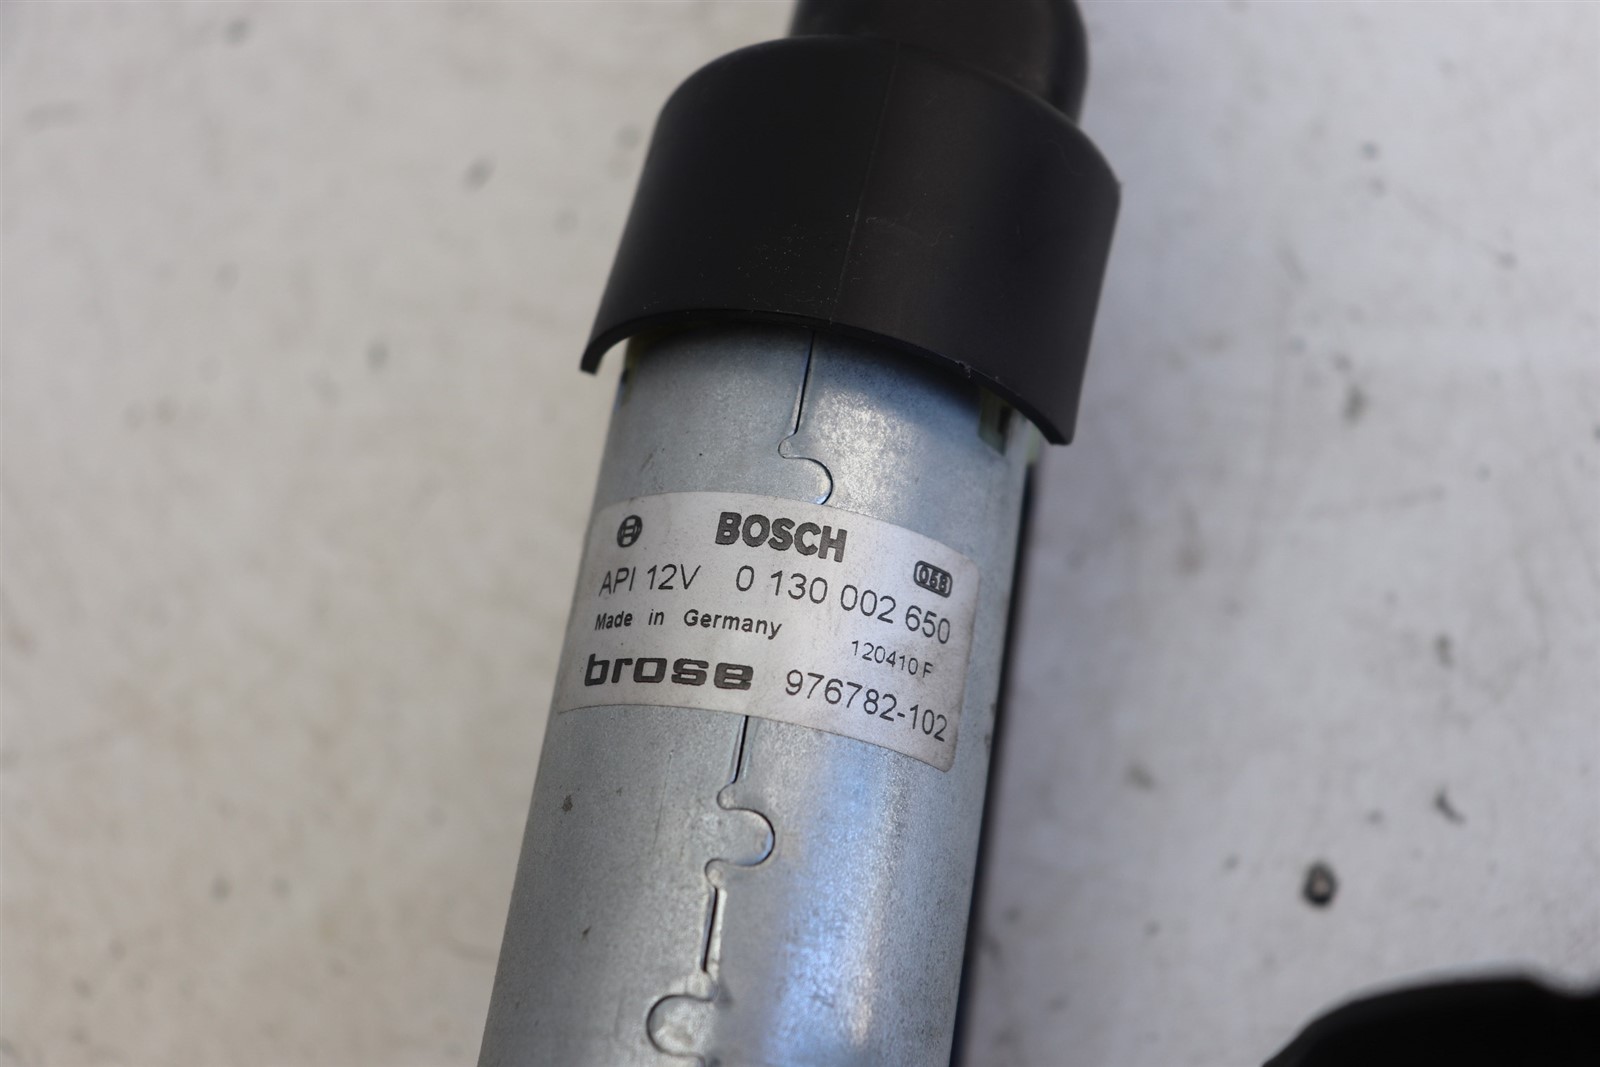 BOSCH
API 12V 0 130 002 650
Made in Germany
120410 F
brose 976782-102